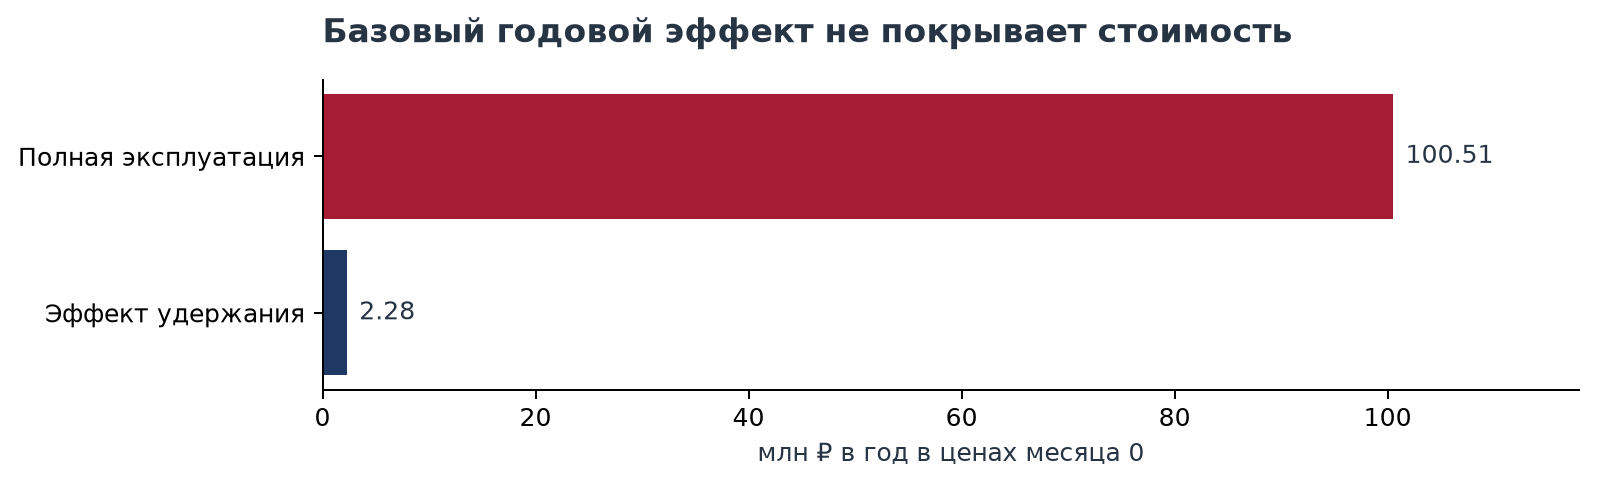 Базовый годовой эффект не покрывает стоимость
Полная эксплуатация
100.51
Эффект удержания
2.28
0 20 40 60 80 100
млн ₽ в год в ценах месяца 0